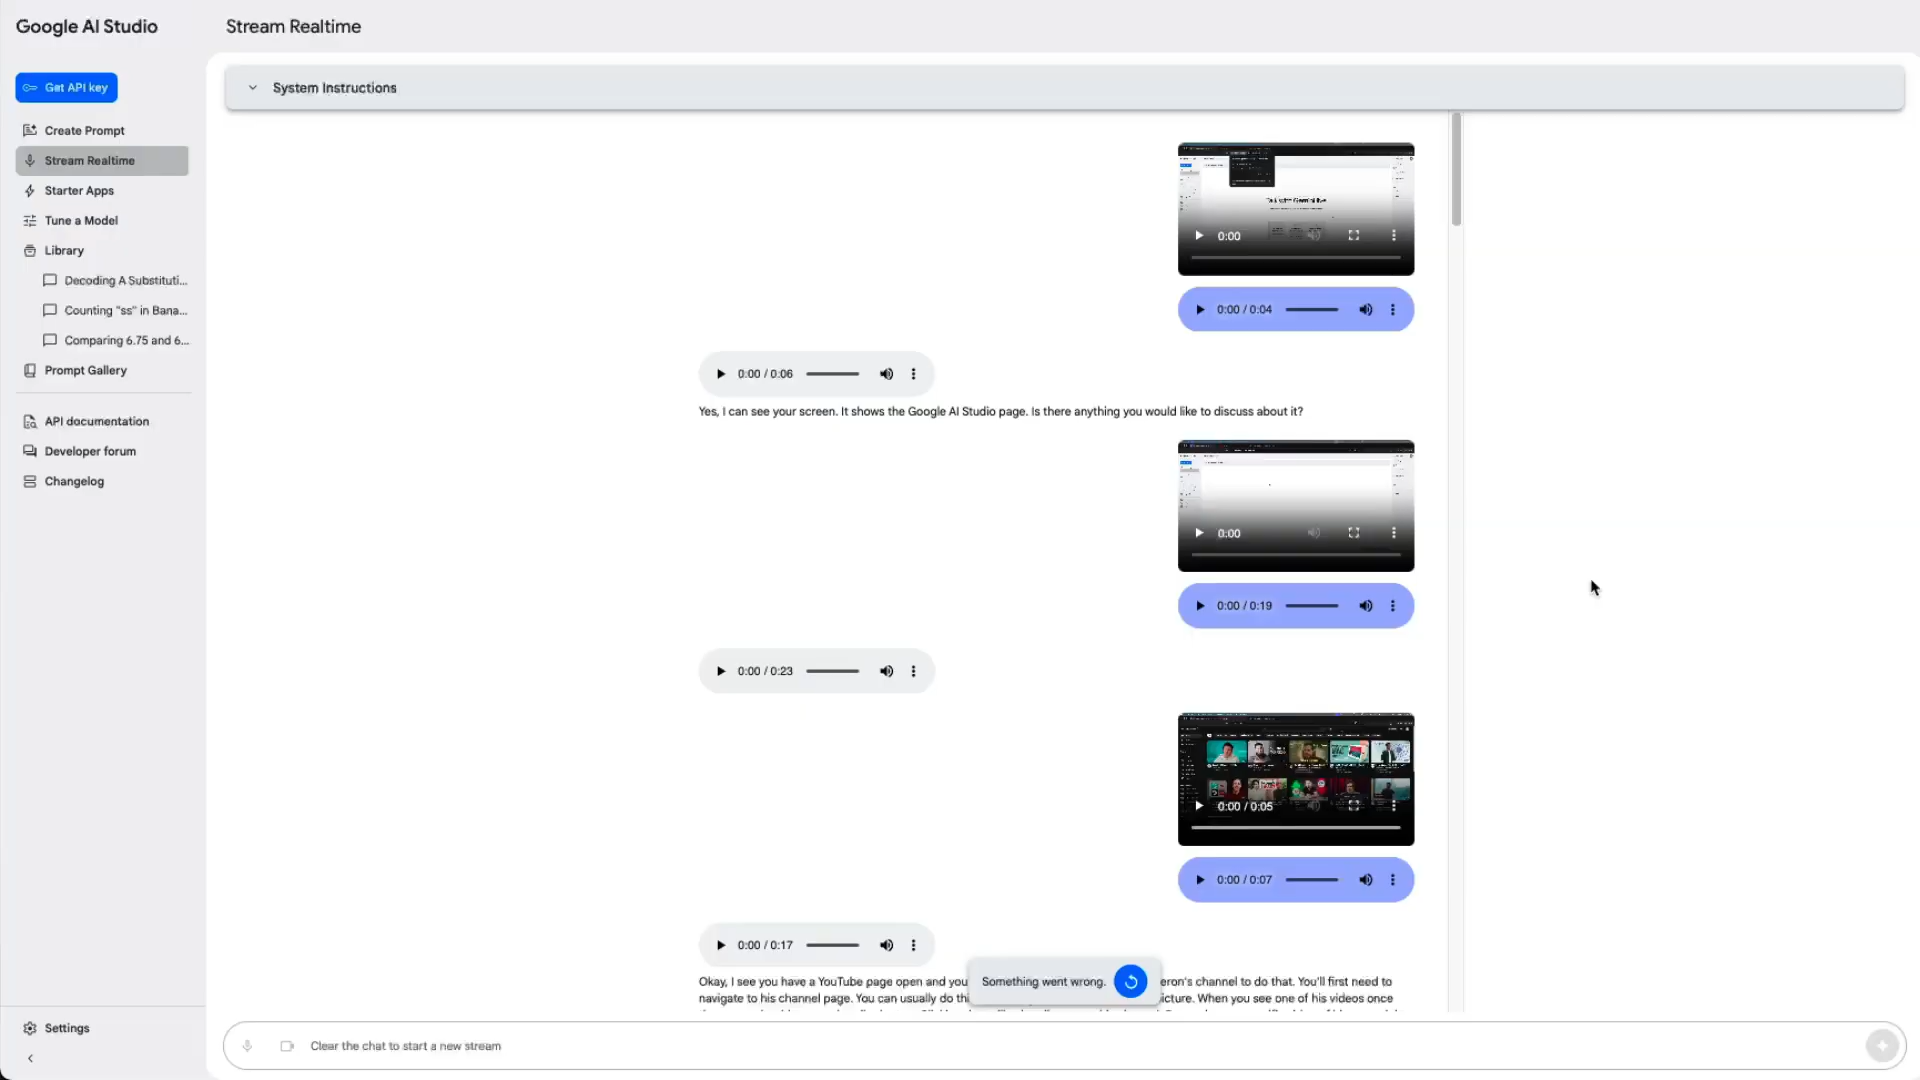 Google AI Studio
Stream Realtime
Get API key
System Instructions
Create Prompt
Stream Realtime
Starter Apps
Tune a Model
Library
Decoding A Substituti...
Counting "ss" in Bana...
Comparing 6.75 and 6...
Prompt Gallery
API documentation
Developer forum
Changelog
Settings
0:00
0:00 / 0:04
0:00 / 0:06
Yes, I can see your screen. It shows the Google AI Studio page. Is there anything you would like to discuss about it?
0:00
0:00 / 0:19
0:00 / 0:23
0:00 / 0:05
0:00 / 0:07
0:00 / 0:17
Okay, I see you have a YouTube page open and you
eron's channel to do that. You'll first need to
navigate to his channel page. You can usually do
icture. When you see one of his videos once
Something went wrong.
Clear the chat to start a new stream